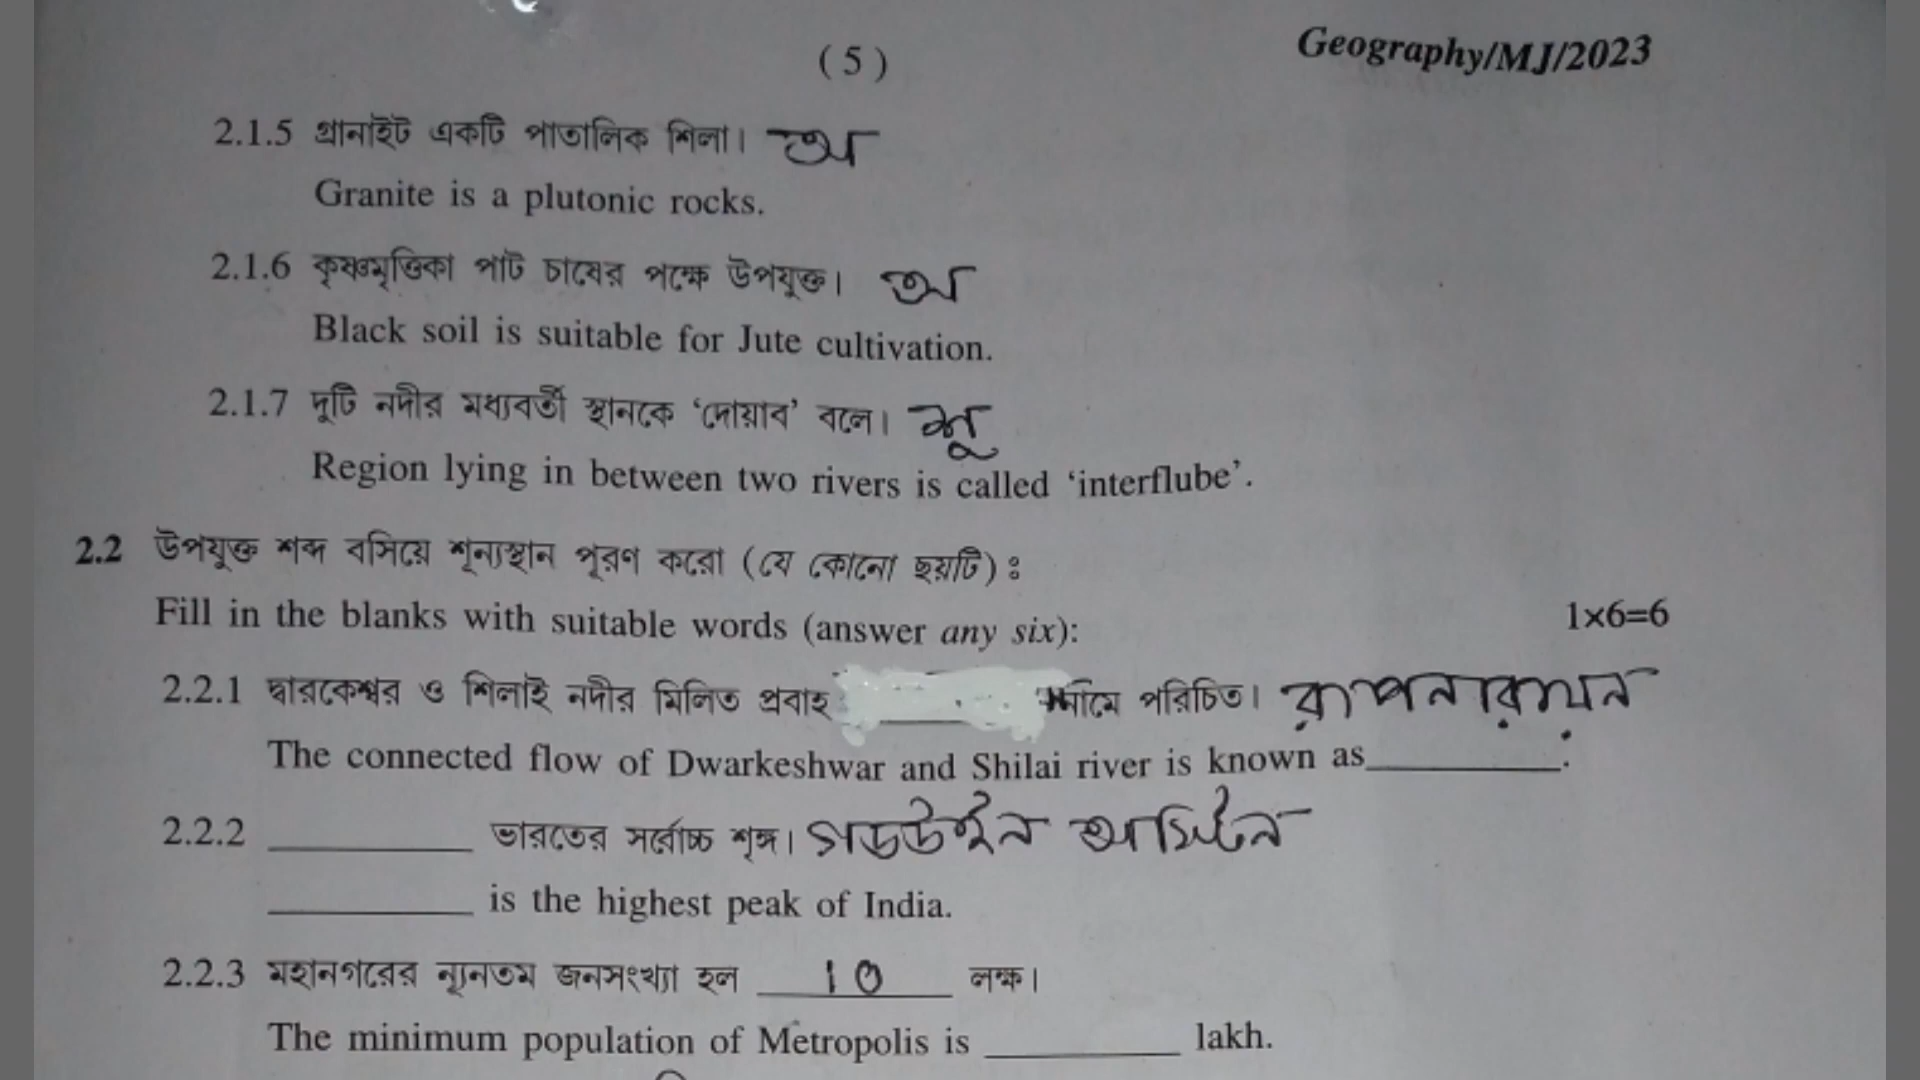 (5)
Geography/MJ/2023
2.1.5 গ্রানাইট একটি পাতালিক শিলা। অ
Granite is a plutonic rocks.
2.1.6 কৃষ্ণমৃত্তিকা পাট চাষের পক্ষে উপযুক্ত। অ
Black soil is suitable for Jute cultivation.
2.1.7 দুটি নদীর মধ্যবর্তী স্থানকে ‘দোয়াব’ বলে। শু
Region lying in between two rivers is called ‘interflube’.
2.2 উপযুক্ত শব্দ বসিয়ে শূন্যস্থান পূরণ করো (যে কোনো ছয়টি) :
Fill in the blanks with suitable words (answer any six): 1×6=6
2.2.1 দ্বারকেশ্বর ও শিলাই নদীর মিলিত প্রবাহ ______ নামে পরিচিত। রূপনারায়ন
The connected flow of Dwarkeshwar and Shilai river is known as__________.
2.2.2 __________ ভারতের সর্বোচ্চ শৃঙ্গ। গডউইন অস্টিন
__________ is the highest peak of India.
2.2.3 মহানগরের ন্যূনতম জনসংখ্যা হল 10 লক্ষ।
The minimum population of Metropolis is __________ lakh.